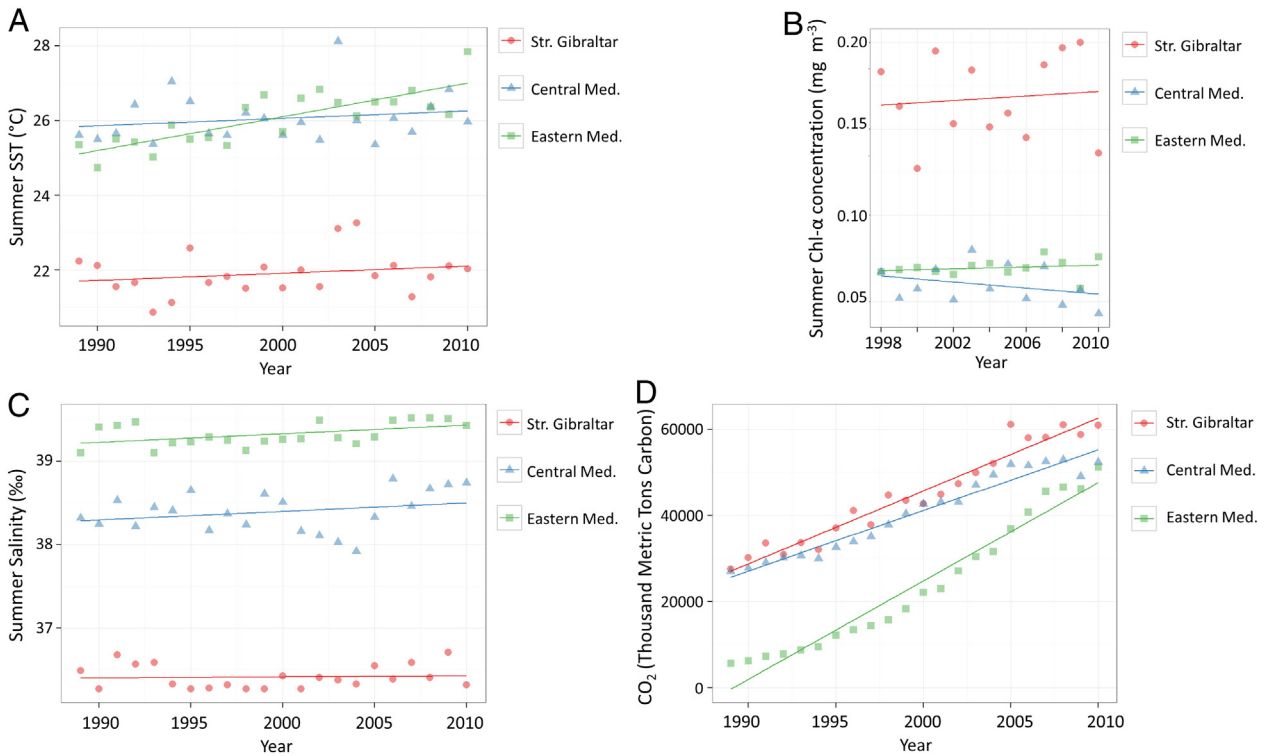 A
Summer SST (°C)
28
26
24
22
1990
1995
2000
2005
2010
Year
Str. Gibraltar
Central Med.
Eastern Med.
B
Summer Chl-α concentration (mg m⁻³)
0.20
0.15
0.10
0.05
1998
2002
2006
2010
Year
Str. Gibraltar
Central Med.
Eastern Med.
C
Summer Salinity (‰)
39
38
37
1990
1995
2000
2005
2010
Year
Str. Gibraltar
Central Med.
Eastern Med.
D
CO₂ (Thousand Metric Tons Carbon)
60000
40000
20000
0
1990
1995
2000
2005
2010
Year
Str. Gibraltar
Central Med.
Eastern Med.